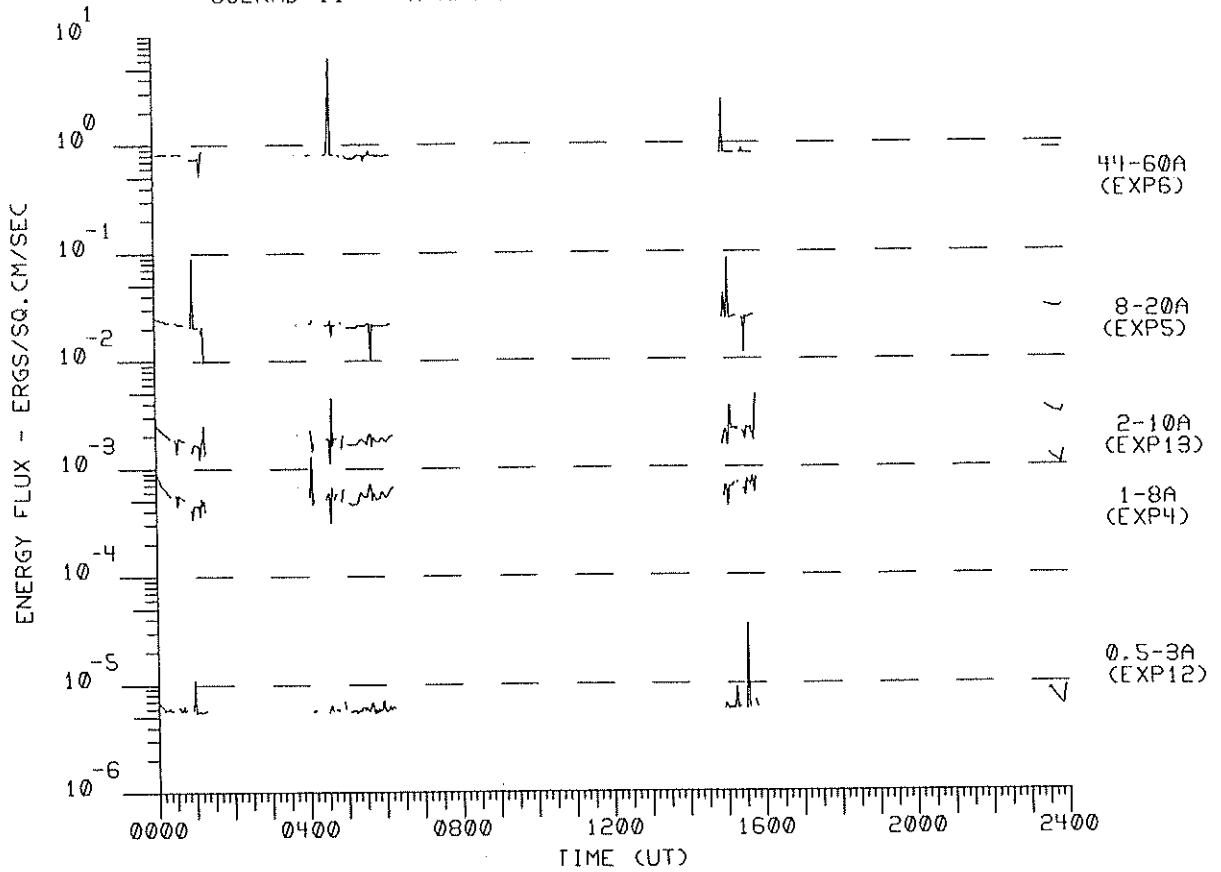 10^1
10^0
10^-1
10^-2
10^-3
10^-4
10^-5
10^-6
ENERGY FLUX - ERGS/SQ.CM/SEC
44-60A
(EXP6)
8-20A
(EXP5)
2-10A
(EXP13)
1-8A
(EXP4)
0.5-3A
(EXP12)
0000 0400 0800 1200 1600 2000 2400
TIME (UT)